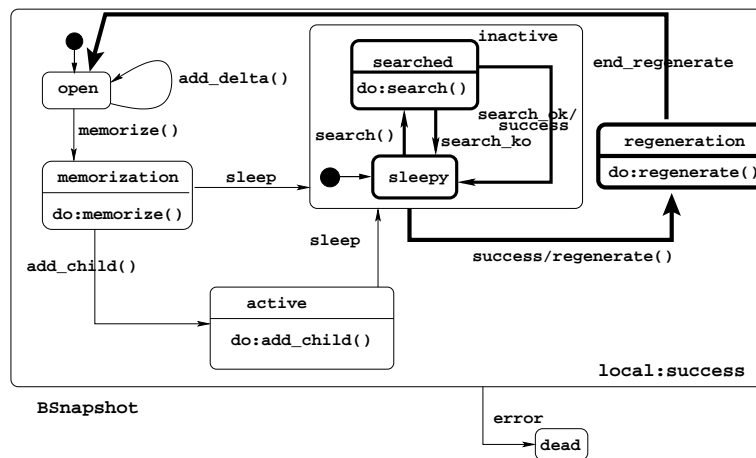 inactive
searched
do:search()
end_regenerate
add_delta()
open
search_ok/
success
search()
search_ko
memorize()
regeneration
do:regenerate()
memorization
do:memorize()
sleep
sleepy
sleep
success/regenerate()
add_child()
active
do:add_child()
local:success
BSnapshot
error
dead